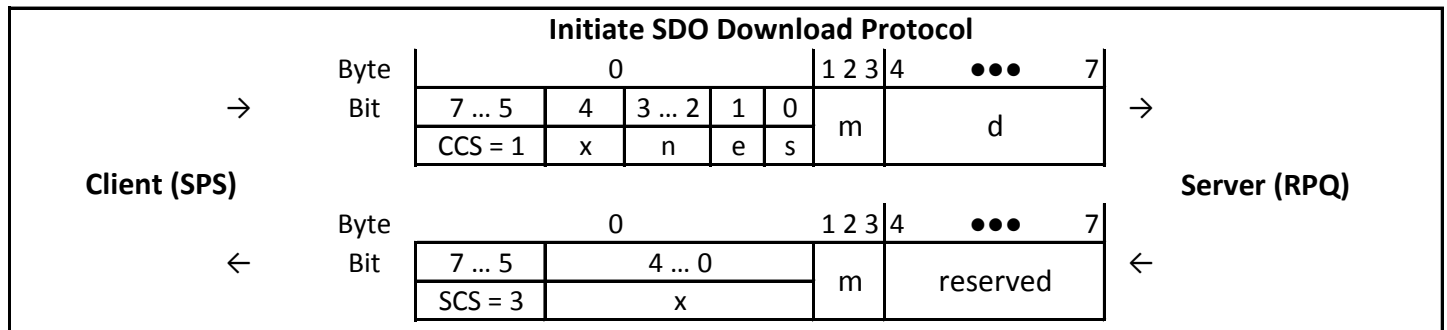 Initiate SDO Download Protocol
Byte 0 1 2 3 4 ●●● 7
→ Bit 7 ... 5 4 3 ... 2 1 0 m d →
CCS = 1 x n e s
Client (SPS) Server (RPQ)
Byte 0 1 2 3 4 ●●● 7
← Bit 7 ... 5 4 ... 0 m reserved ←
SCS = 3 x